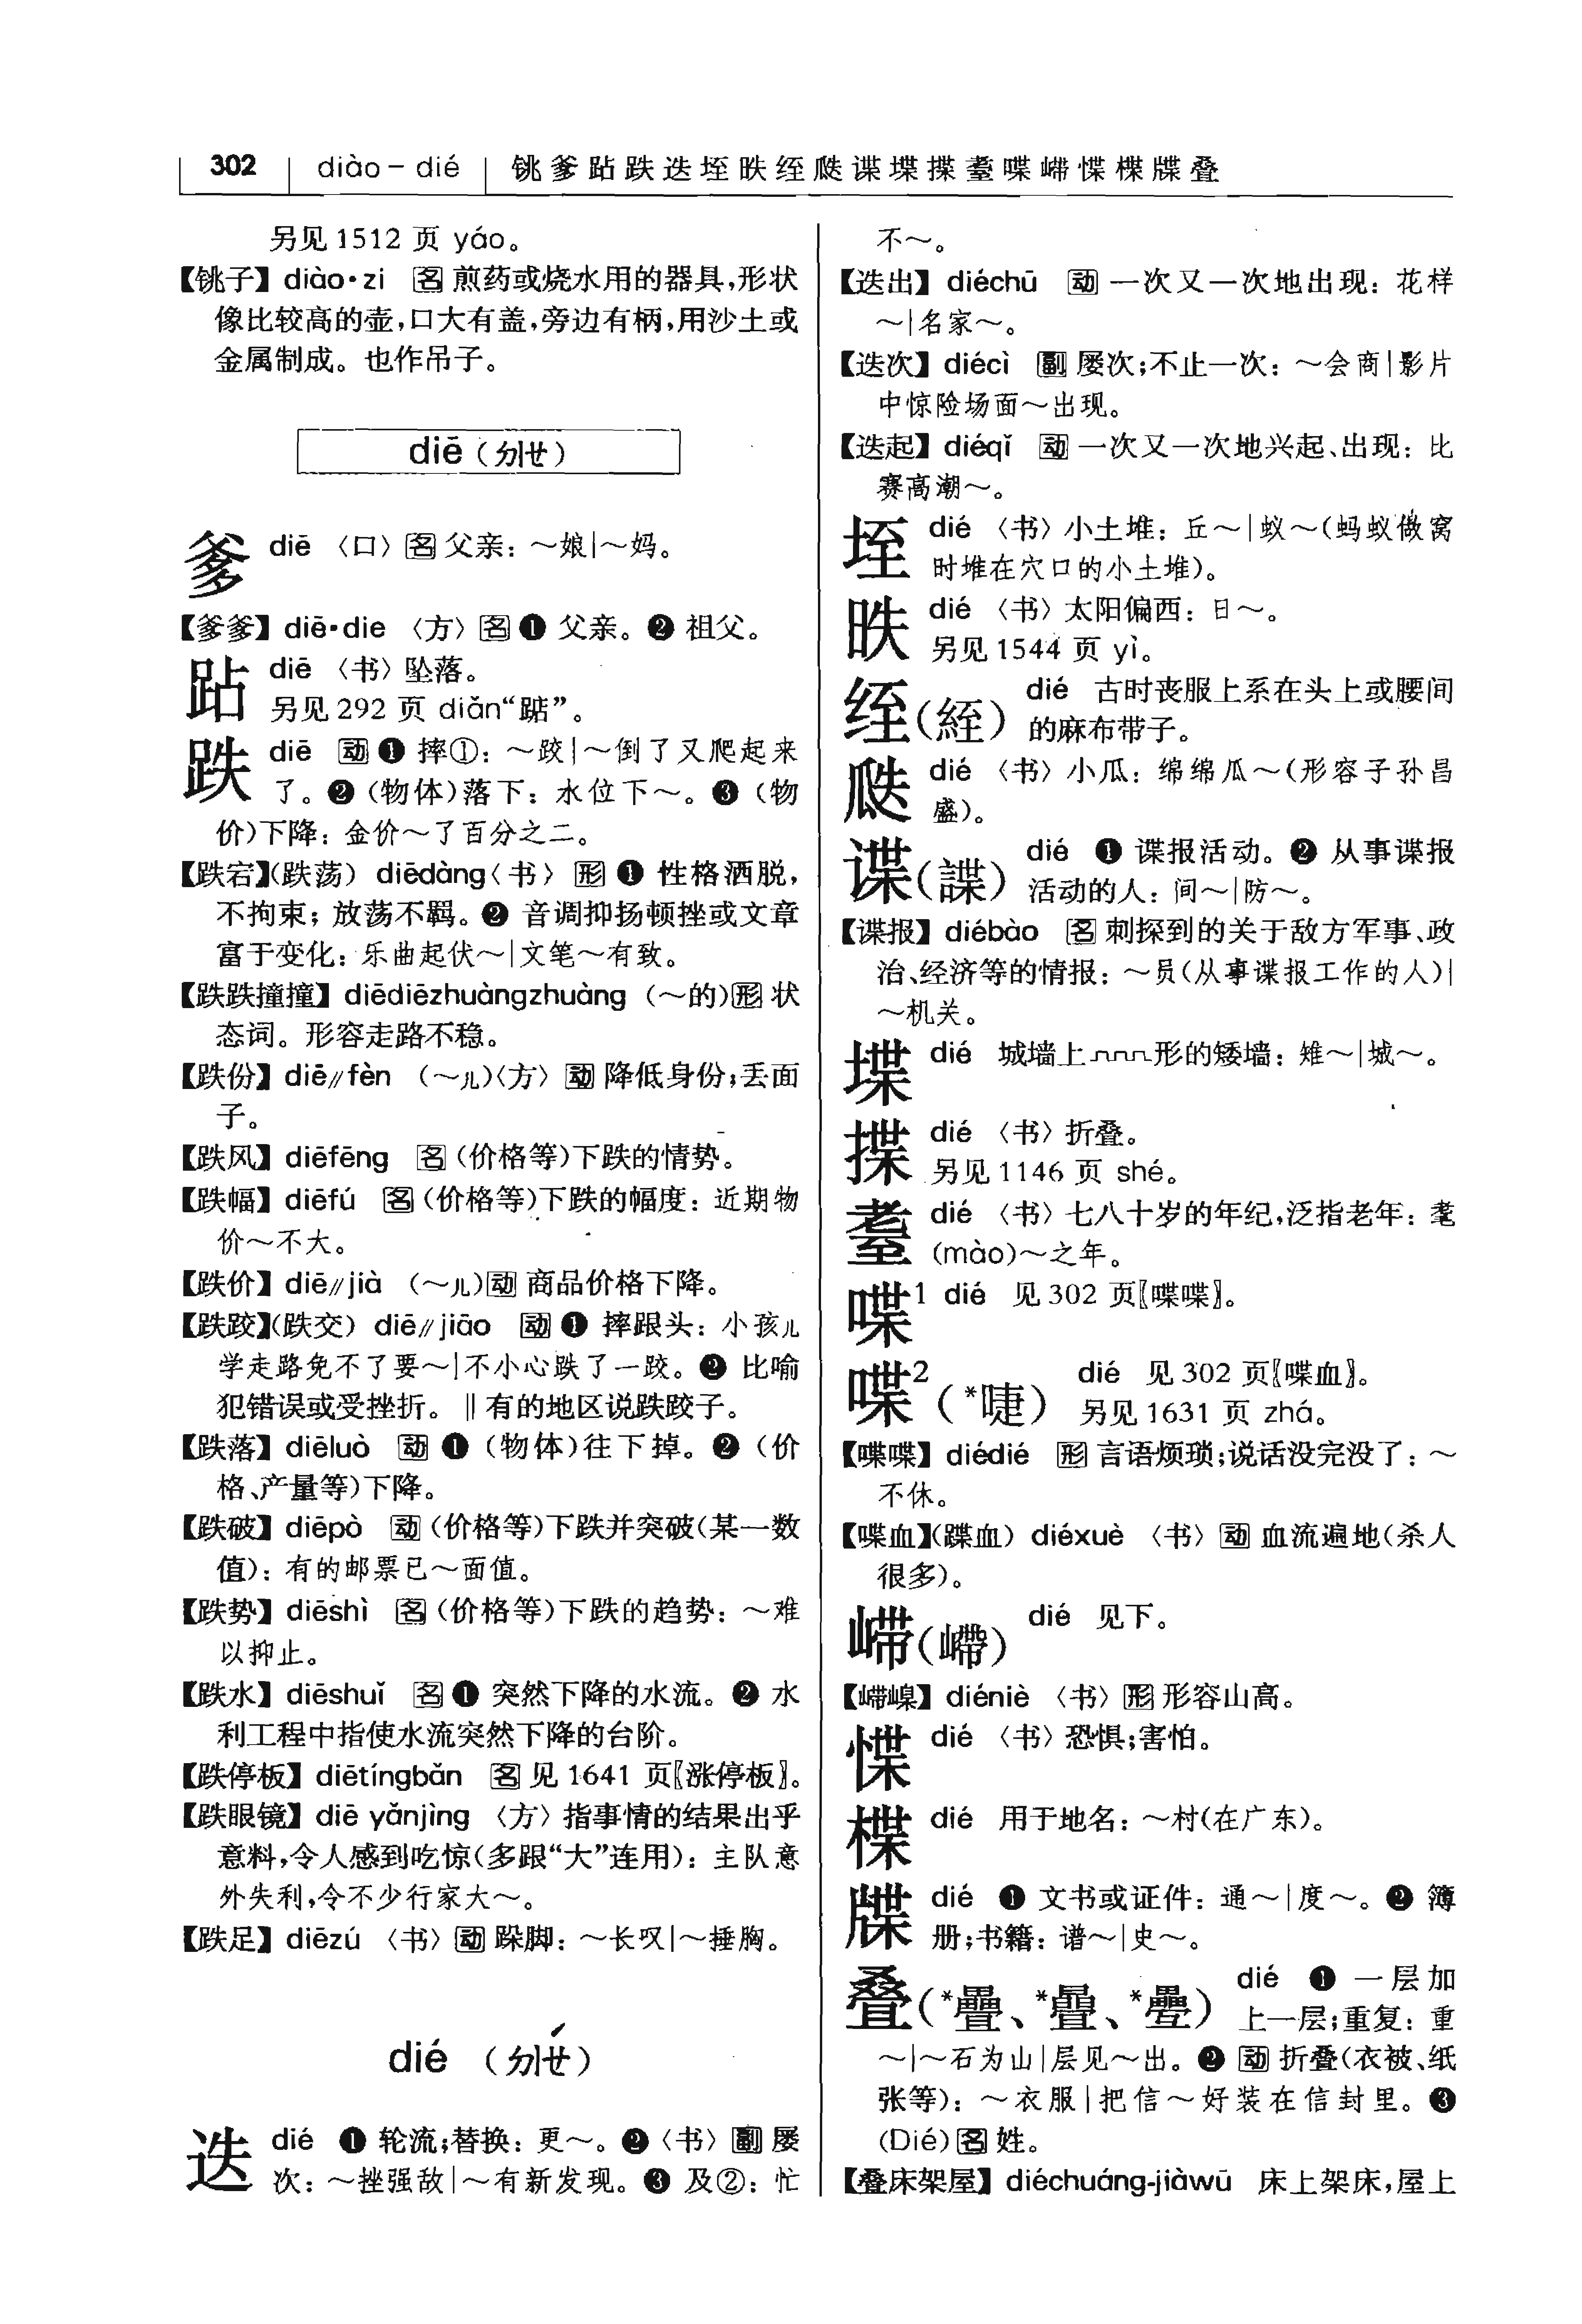 302 diào－dié 铫爹跕跌迭垤昳绖瓞谍堞揲耋喋嵽惵楪牒叠
另见1512 页 yáo。
【铫子】diào·zi 名 煎药或烧水用的器具,形状
像比较高的壶,口大有盖,旁边有柄,用沙土或
金属制成。也作吊子。
diē（ㄉㄧㄝ）
爹 diē 〈口〉名 父亲：～娘|～妈。
【爹爹】diē·die 〈方〉名 ❶ 父亲。❷ 祖父。
跕 diē 〈书〉坠落。
另见292 页 diǎn“踮”。
跌 diē 动 ❶ 摔①：～跤|～倒了又爬起来
了。❷（物体）落下：水位下～。❸（物
价）下降：金价～了百分之二。
【跌宕】（跌荡） diēdàng〈书〉形 ❶ 性格洒脱,
不拘束；放荡不羁。❷ 音调抑扬顿挫或文章
富于变化：乐曲起伏～|文笔～有致。
【跌跌撞撞】diēdiēzhuàngzhuàng （～的）形 状
态词。形容走路不稳。
【跌份】diē∥fèn （～儿）〈方〉动 降低身份;丢面
子。
【跌风】diēfēng 名（价格等）下跌的情势。
【跌幅】diēfú 名（价格等）下跌的幅度：近期物
价～不大。
【跌价】diē∥jià （～儿）动 商品价格下降。
【跌跤】（跌交） diē∥jiāo 动 ❶ 摔跟头：小孩儿
学走路免不了要～|不小心跌了一跤。❷ 比喻
犯错误或受挫折。‖有的地区说跌跤子。
【跌落】diēluò 动 ❶（物体）往下掉。❷（价
格、产量等）下降。
【跌破】diēpò 动（价格等）下跌并突破（某一数
值）：有的邮票已～面值。
【跌势】diēshì 名（价格等）下跌的趋势：～难
以抑止。
【跌水】diēshuǐ 名 ❶ 突然下降的水流。❷ 水
利工程中指使水流突然下降的台阶。
【跌停板】diētíngbǎn 名 见 1641 页〖涨停板〗。
【跌眼镜】diē yǎnjìng 〈方〉指事情的结果出乎
意料,令人感到吃惊（多跟“大”连用）：主队意
外失利,令不少行家大～。
【跌足】diēzú 〈书〉动 跺脚：～长叹|～捶胸。
dié （ㄉㄧㄝˊ）
迭 dié ❶ 轮流;替换：更～。❷〈书〉副 屡
次：～挫强敌|～有新发现。❸ 及②：忙
不～。
【迭出】diéchū 动 一次又一次地出现：花样
～|名家～。
【迭次】diécì 副 屡次;不止一次：～会商|影片
中惊险场面～出现。
【迭起】diéqǐ 动 一次又一次地兴起、出现：比
赛高潮～。
垤 dié 〈书〉小土堆：丘～|蚁～（蚂蚁做窝
时堆在穴口的小土堆）。
昳 dié 〈书〉太阳偏西：日～。
另见1544 页 yì。
绖（絰） dié 古时丧服上系在头上或腰间
的麻布带子。
瓞 dié 〈书〉小瓜：绵绵瓜～（形容子孙昌
盛）。
谍（諜） dié ❶ 谍报活动。❷ 从事谍报
活动的人：间～|防～。
【谍报】diébào 名 刺探到的关于敌方军事、政
治、经济等的情报：～员（从事谍报工作的人）|
～机关。
堞 dié 城墙上形的矮墙：雉～|城～。
揲 dié 〈书〉折叠。
另见1146 页 shé。
耋 dié 〈书〉七八十岁的年纪,泛指老年：耄
（mào）～之年。
喋1 dié 见302 页〖喋喋〗。
喋2（*啑） dié 见302 页〖喋血〗。
另见1631 页 zhá。
【喋喋】diédié 形 言语烦琐;说话没完没了：～
不休。
【喋血】（蹀血） diéxuè 〈书〉动 血流遍地（杀人
很多）。
嵽（嵽） dié 见下。
【嵽嵲】diéniè 〈书〉形 形容山高。
惵 dié 〈书〉恐惧;害怕。
楪 dié 用于地名：～村（在广东）。
牒 dié ❶ 文书或证件：通～|度～。❷ 簿
册;书籍：谱～|史～。
叠（*疊、*曡、*疉） dié ❶ 一层加
上一层;重复：重
～|～石为山|层见～出。❷ 动 折叠（衣被、纸
张等）：～衣服|把信～好装在信封里。❸
（Dié）名 姓。
【叠床架屋】diéchuáng-jiàwū 床上架床,屋上